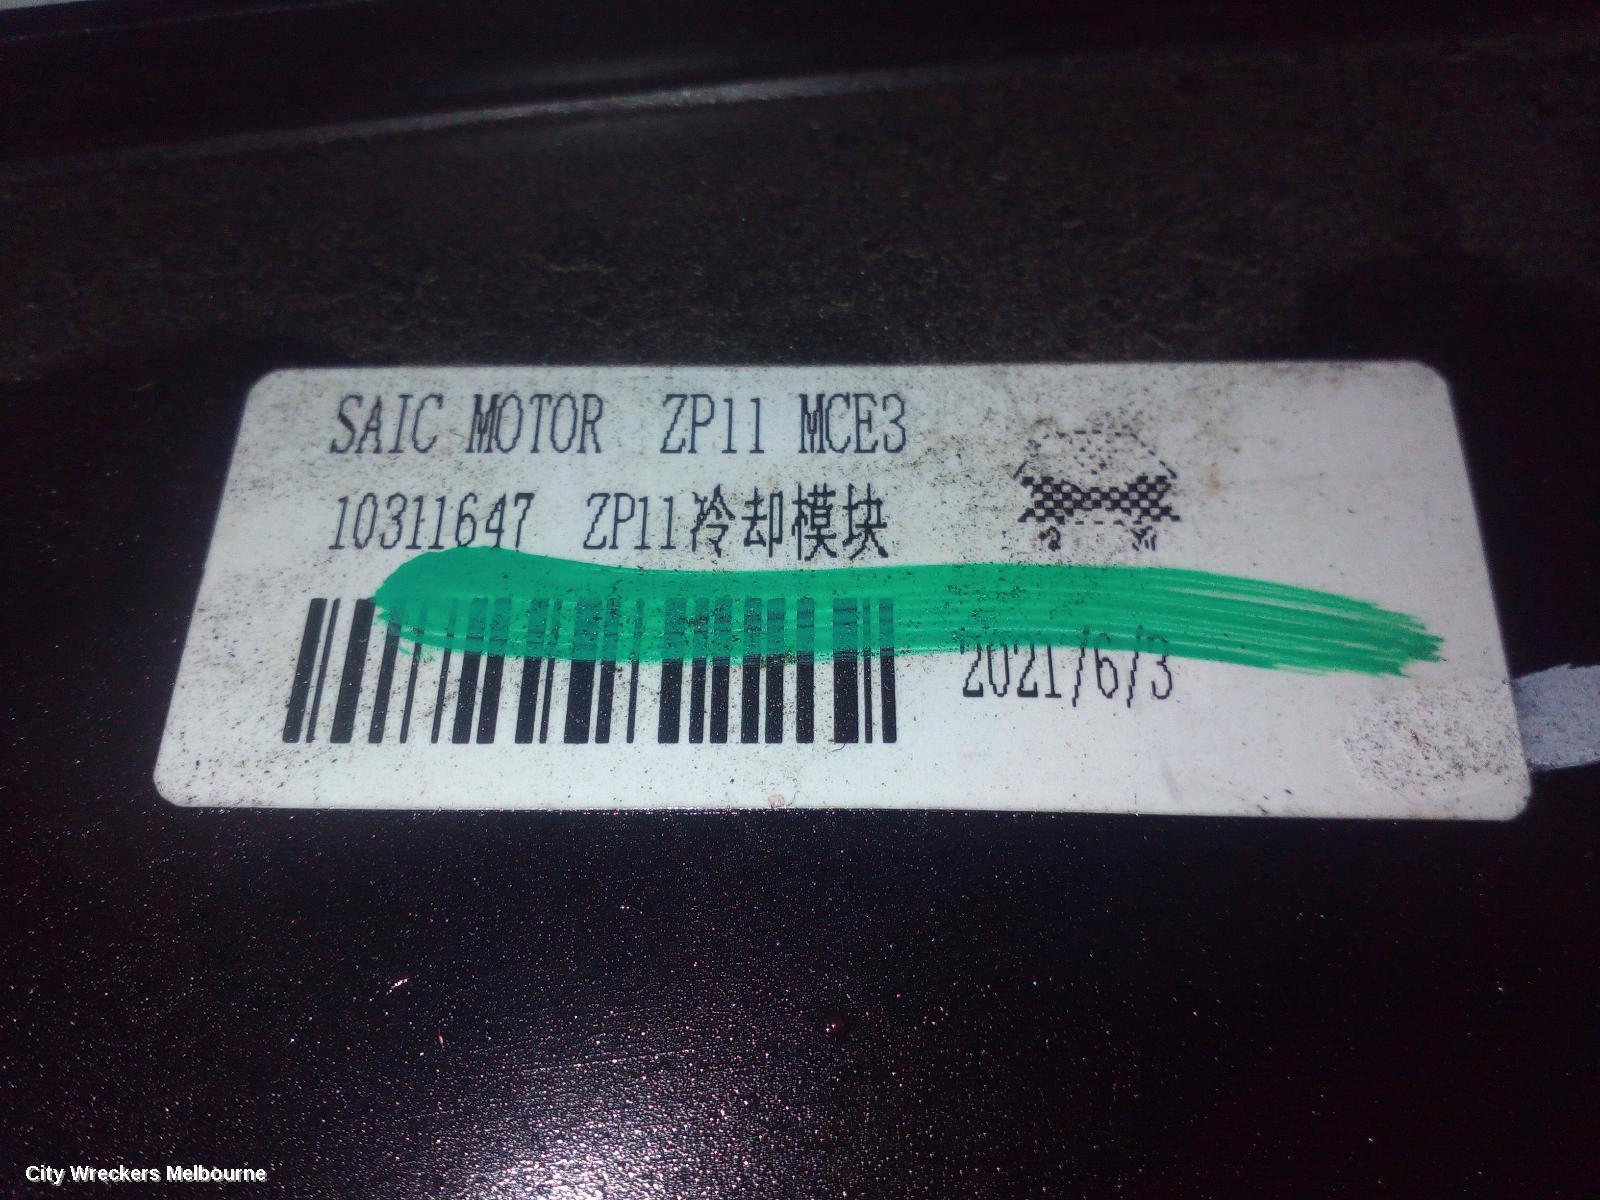 SAIC MOTOR ZP11 MCE3
10311647 ZP11冷却模块
2021/6/3
City Wreckers Melbourne